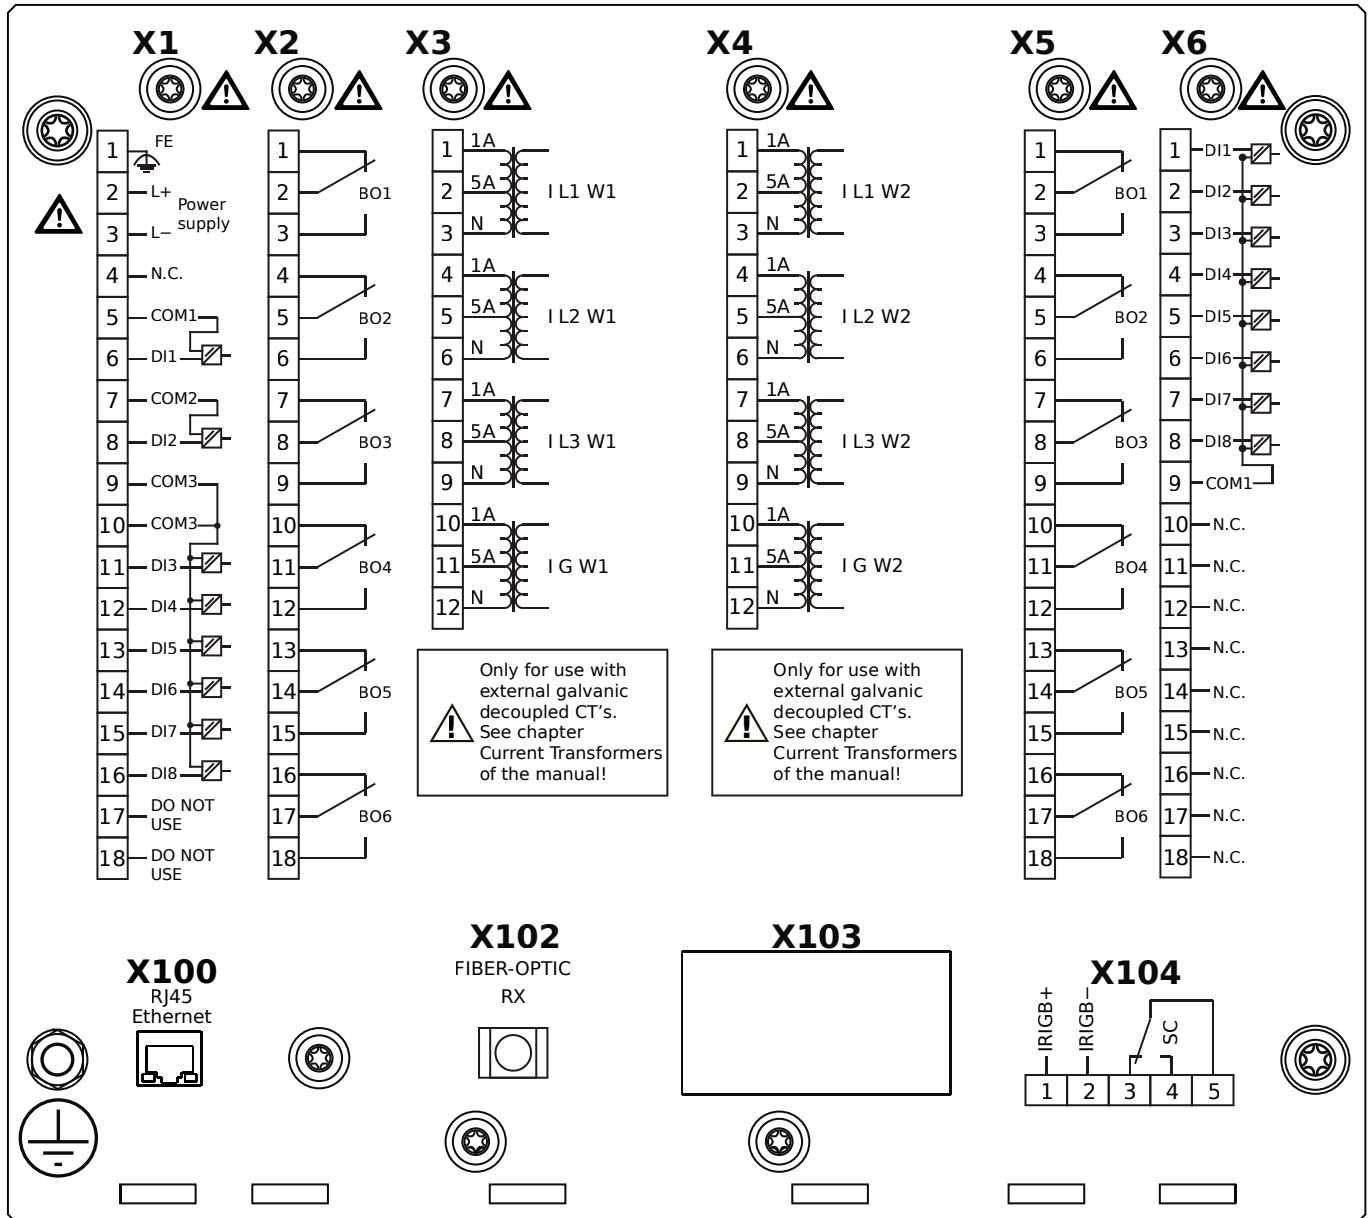 X1
X2
X3
X4
X5
X6
1 FE
2 L+ Power
3 L− supply
4 N.C.
5 COM1
6 DI1
7 COM2
8 DI2
9 COM3
10 COM3
11 DI3
12 DI4
13 DI5
14 DI6
15 DI7
16 DI8
17 DO NOT
USE
18 DO NOT
USE
1
2 BO1
3
4
5 BO2
6
7
8 BO3
9
10
11 BO4
12
13
14 BO5
15
16
17 BO6
18
1 1A
2 5A I L1 W1
3 N
4 1A
5 5A I L2 W1
6 N
7 1A
8 5A I L3 W1
9 N
10 1A
11 5A I G W1
12 N
Only for use with
external galvanic
decoupled CT's.
See chapter
Current Transformers
of the manual!
1 1A
2 5A I L1 W2
3 N
4 1A
5 5A I L2 W2
6 N
7 1A
8 5A I L3 W2
9 N
10 1A
11 5A I G W2
12 N
Only for use with
external galvanic
decoupled CT's.
See chapter
Current Transformers
of the manual!
1
2 BO1
3
4
5 BO2
6
7
8 BO3
9
10
11 BO4
12
13
14 BO5
15
16
17 BO6
18
1 DI1
2 DI2
3 DI3
4 DI4
5 DI5
6 DI6
7 DI7
8 DI8
9 COM1
10 N.C.
11 N.C.
12 N.C.
13 N.C.
14 N.C.
15 N.C.
16 N.C.
17 N.C.
18 N.C.
X100
RJ45
Ethernet
X102
FIBER-OPTIC
RX
X103
X104
IRIGB+
IRIGB−
SC
1 2 3 4 5